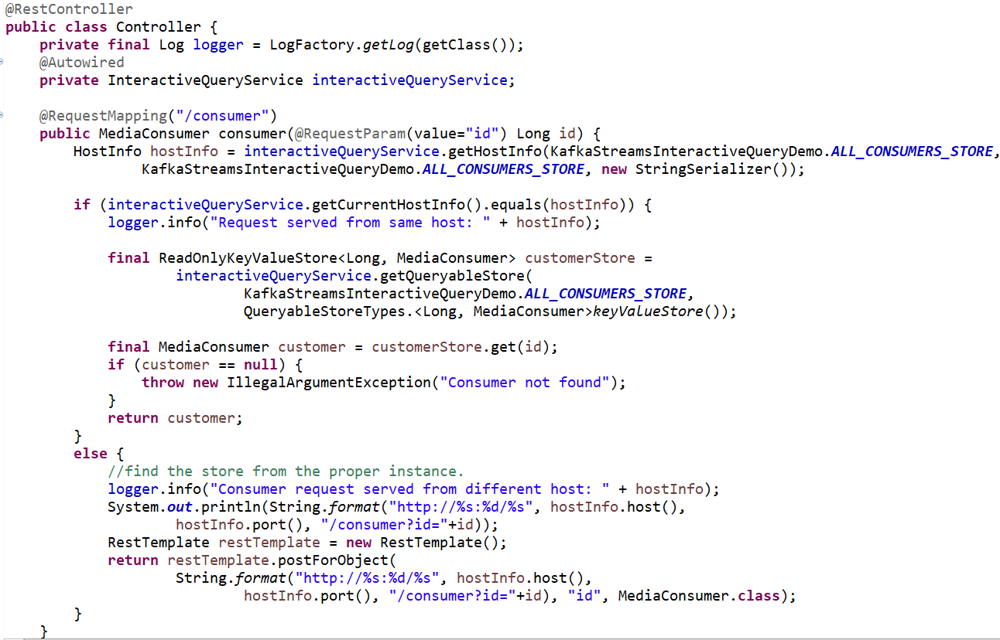 @RestController
public class Controller {
    private final Log logger = LogFactory.getLog(getClass());
    @Autowired
    private InteractiveQueryService interactiveQueryService;

    @RequestMapping("/consumer")
    public MediaConsumer consumer(@RequestParam(value="id") Long id) {
        HostInfo hostInfo = interactiveQueryService.getHostInfo(KafkaStreamsInteractiveQueryDemo.ALL_CONSUMERS_STORE,
                KafkaStreamsInteractiveQueryDemo.ALL_CONSUMERS_STORE, new StringSerializer());

        if (interactiveQueryService.getCurrentHostInfo().equals(hostInfo)) {
            logger.info("Request served from same host: " + hostInfo);

            final ReadOnlyKeyValueStore<Long, MediaConsumer> customerStore =
                    interactiveQueryService.getQueryableStore(
                            KafkaStreamsInteractiveQueryDemo.ALL_CONSUMERS_STORE,
                            QueryableStoreTypes.<Long, MediaConsumer>keyValueStore());

            final MediaConsumer customer = customerStore.get(id);
            if (customer == null) {
                throw new IllegalArgumentException("Consumer not found");
            }
            return customer;
        }
        else {
            //find the store from the proper instance.
            logger.info("Consumer request served from different host: " + hostInfo);
            System.out.println(String.format("http://%s:%d/%s", hostInfo.host(),
                    hostInfo.port(), "/consumer?id="+id));
            RestTemplate restTemplate = new RestTemplate();
            return restTemplate.postForObject(
                    String.format("http://%s:%d/%s", hostInfo.host(),
                            hostInfo.port(), "/consumer?id="+id), "id", MediaConsumer.class);
        }
    }